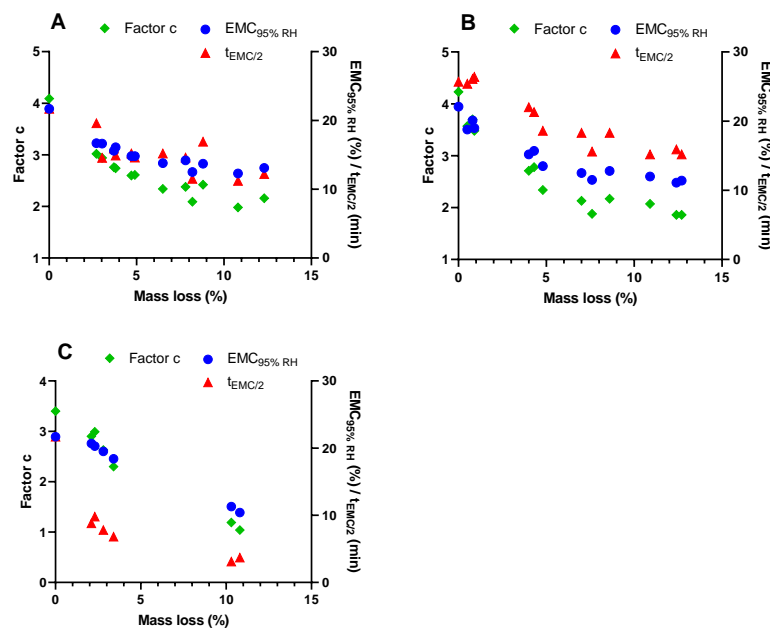 A
Factor c
EMC95% RH
tEMC/2
5
4
3
2
1
Factor c
30
20
10
0
EMC95% RH (%) / tEMC/2 (min)
0
5
10
15
Mass loss (%)
B
Factor c
EMC95% RH
tEMC/2
5
4
3
2
1
Factor c
30
20
10
0
EMC95% RH (%) / tEMC/2 (min)
0
5
10
15
Mass loss (%)
C
Factor c
EMC95% RH
tEMC/2
4
3
2
1
0
Factor c
30
20
10
0
EMC95% RH (%) / tEMC/2 (min)
0
5
10
15
Mass loss (%)